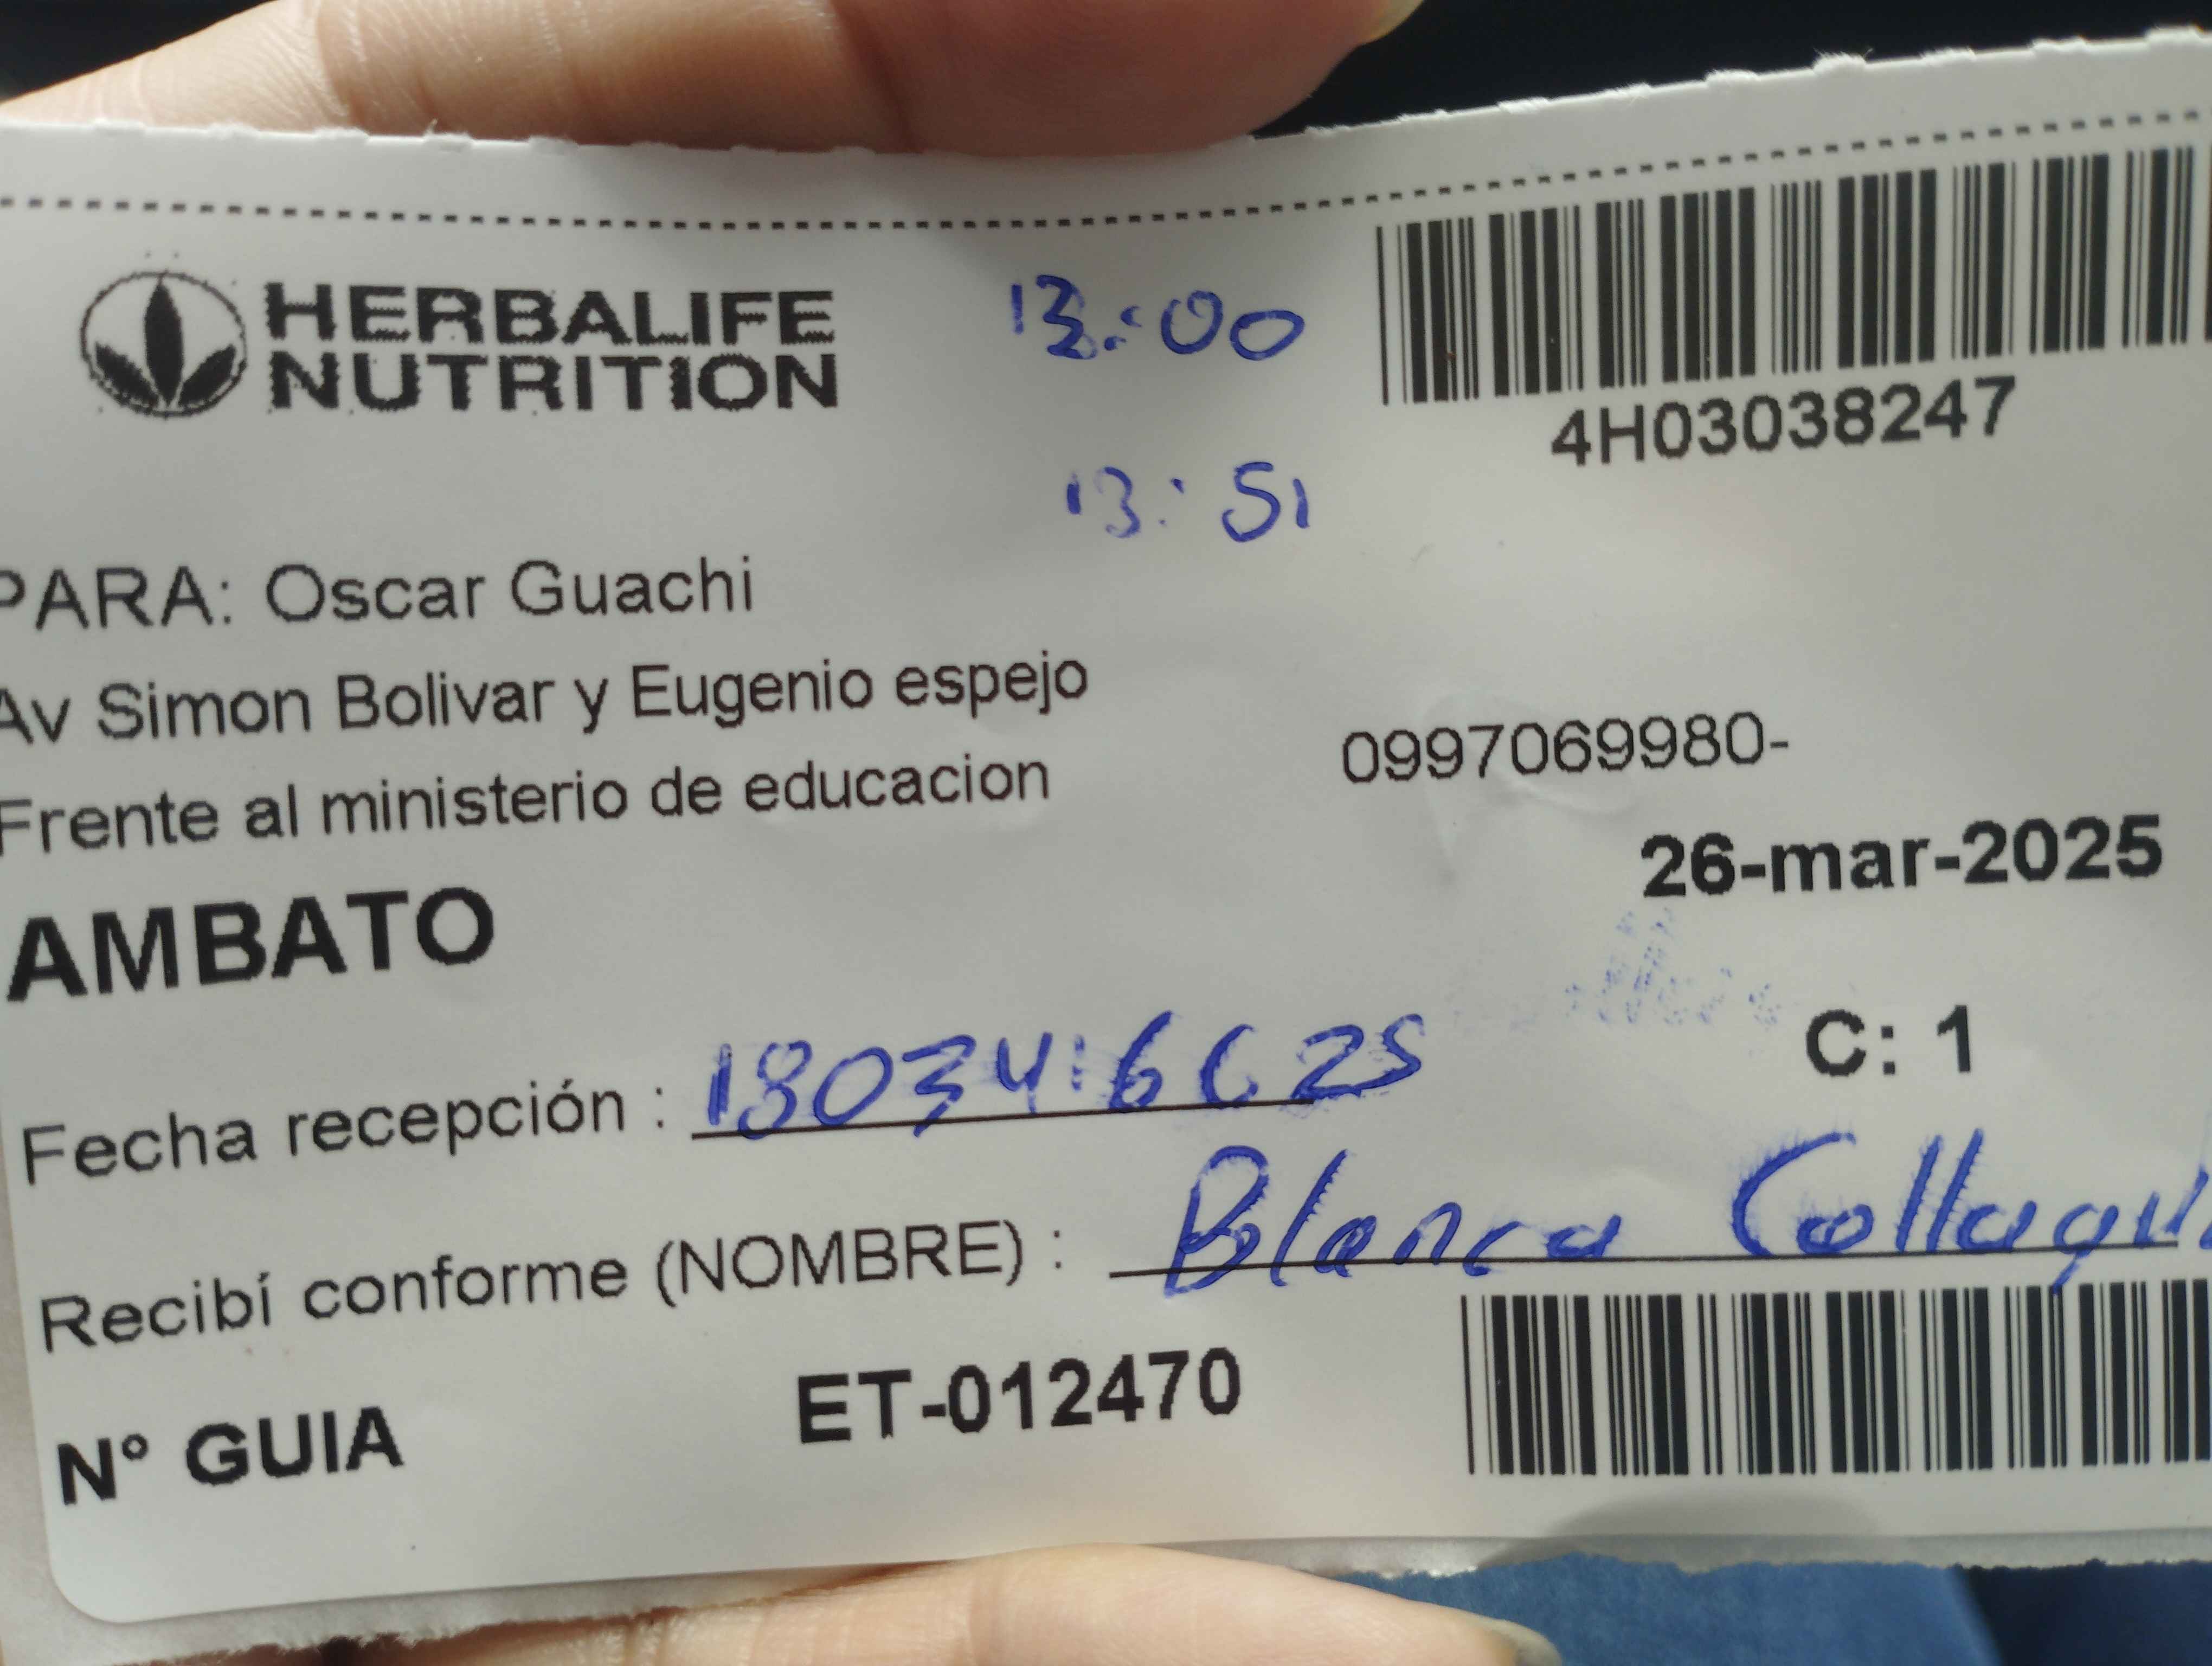 HERBALIFE
NUTRITION
13:00
4H03038247
13:51
PARA: Oscar Guachi
Av Simon Bolivar y Eugenio espejo
Frente al ministerio de educacion
0997069980-
26-mar-2025
AMBATO
C: 1
Fecha recepción :
Recibí conforme (NOMBRE) : Blanca
N° GUIA ET-012470